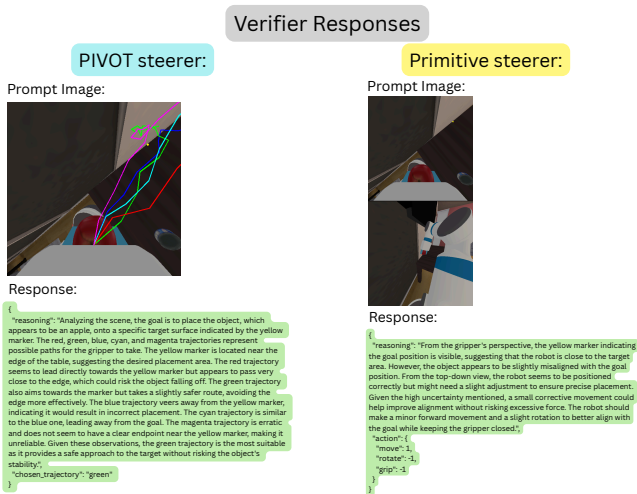 Verifier Responses
PIVOT steerer:
Prompt Image:
Response:
{
"reasoning": "Analyzing the scene, the goal is to place the object, which
appears to be an apple, onto a specific target surface indicated by the yellow
marker. The red, green, blue, cyan, and magenta trajectories represent
possible paths for the gripper to take. The yellow marker is located near the
edge of the table, suggesting the desired placement area. The red trajectory
seems to lead directly towards the yellow marker but appears to pass very
close to the edge, which could risk the object falling off. The green trajectory
also aims towards the marker but takes a slightly safer route, avoiding the
edge more effectively. The blue trajectory veers away from the yellow marker,
indicating it would result in incorrect placement. The cyan trajectory is similar
to the blue one, leading away from the goal. The magenta trajectory is erratic
and does not seem to have a clear endpoint near the yellow marker, making it
unreliable. Given these observations, the green trajectory is the most suitable
as it provides a safe approach to the target without risking the object's
stability.",
"chosen_trajectory": "green"
}
Primitive steerer:
Prompt Image:
Response:
{
"reasoning": "From the gripper's perspective, the yellow marker indicating
the goal position is visible, suggesting that the robot is close to the target
area. However, the object appears to be slightly misaligned with the goal
position. From the top-down view, the robot seems to be positioned
correctly but might need a slight adjustment to ensure precise placement.
Given the high uncertainty mentioned, a small corrective movement could
help improve alignment without risking excessive force. The robot should
make a minor forward movement and a slight rotation to better align with
the goal while keeping the gripper closed.",
"action": {
"move": 1,
"rotate": -1,
"grip": -1
}
}